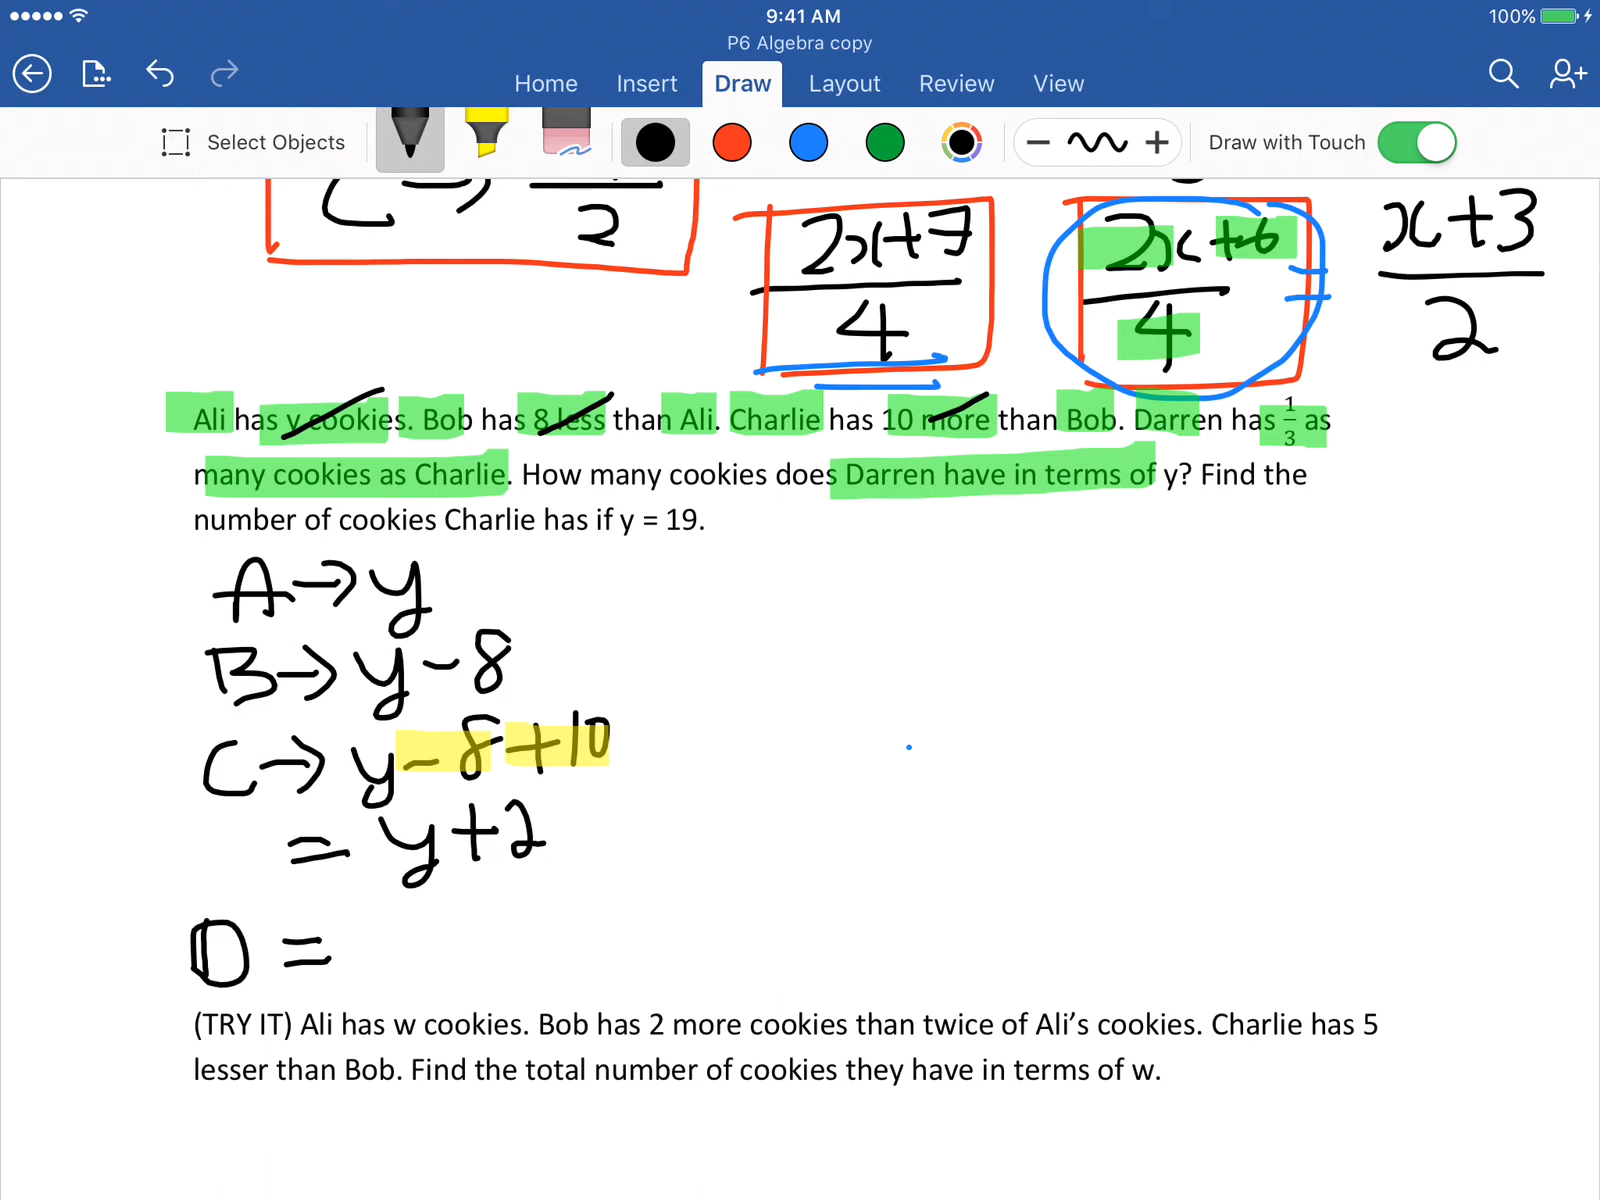 9:41 AM
100%
P6 Algebra copy
Home Insert Draw Layout Review View
Select Objects
Draw with Touch
C → 2
2x+7
4
2x+6
4
=
x+3
2
Ali has y cookies. Bob has 8 less than Ali. Charlie has 10 more than Bob. Darren has 1/3 as
many cookies as Charlie. How many cookies does Darren have in terms of y? Find the
number of cookies Charlie has if y = 19.
A → y
B → y - 8
C → y - 8 + 10
= y + 2
D =
(TRY IT) Ali has w cookies. Bob has 2 more cookies than twice of Ali’s cookies. Charlie has 5
lesser than Bob. Find the total number of cookies they have in terms of w.